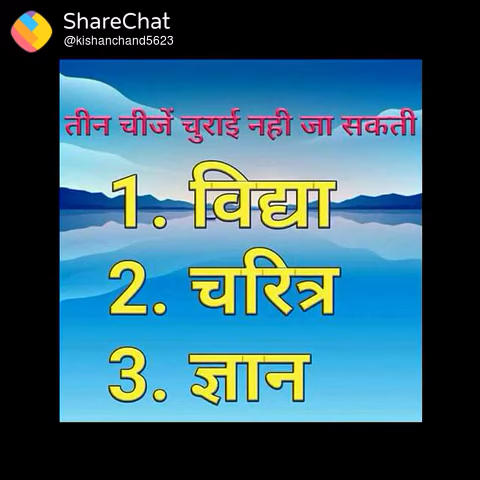 ShareChat
@kishanchand5623
तीन चीजें चुराई नही जा सकती
1. विद्या
2. चरित्र
3. ज्ञान